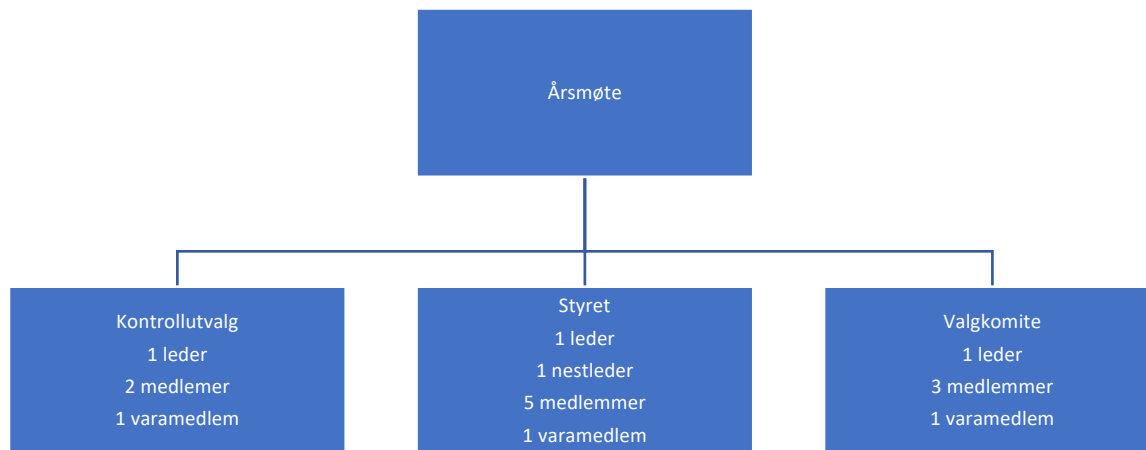 Årsmøte
Kontrollutvalg
1 leder
2 medlemer
1 varamedlem
Styret
1 leder
1 nestleder
5 medlemmer
1 varamedlem
Valgkomite
1 leder
3 medlemmer
1 varamedlem